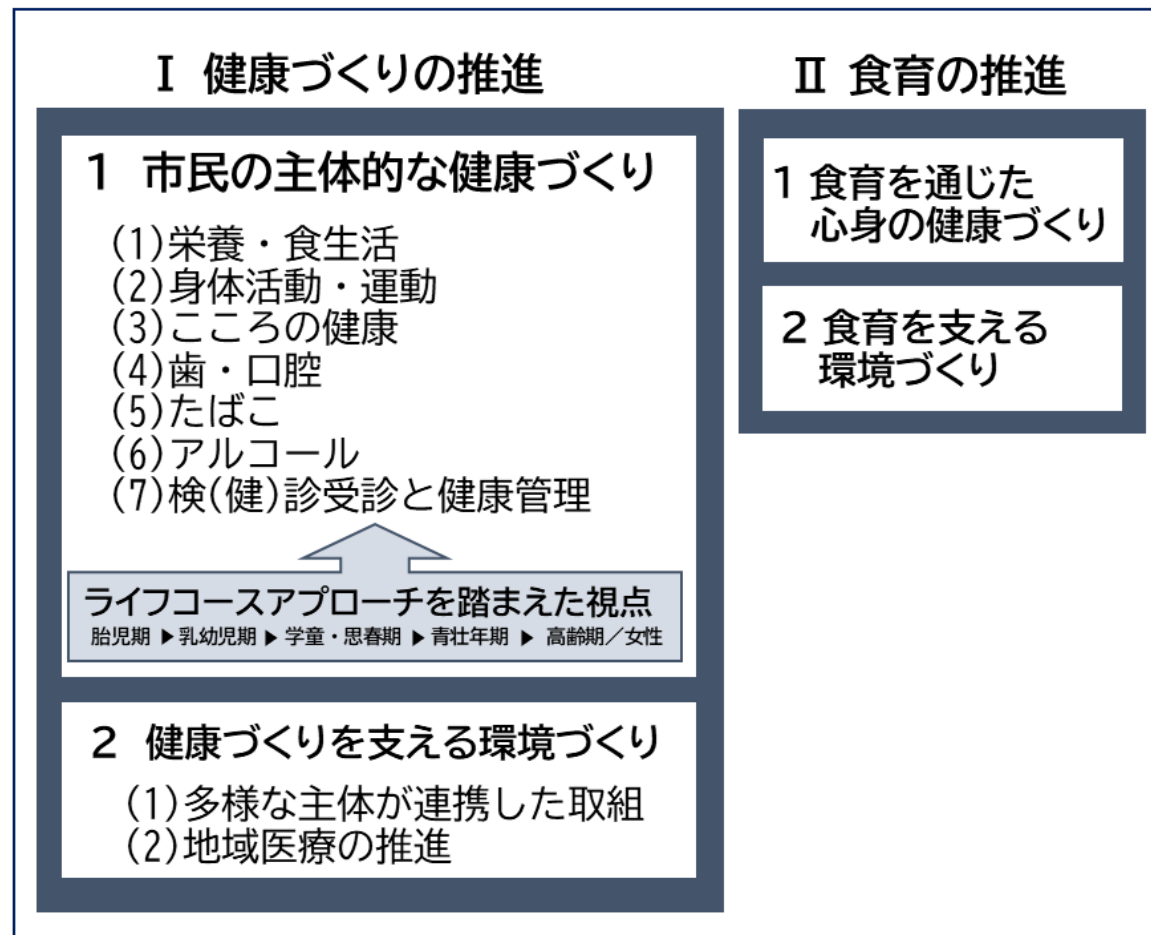 Ⅰ 健康づくりの推進
1 市民の主体的な健康づくり
(1)栄養・食生活
(2)身体活動・運動
(3)こころの健康
(4)歯・口腔
(5)たばこ
(6)アルコール
(7)検(健)診受診と健康管理
ライフコースアプローチを踏まえた視点
胎児期 ▶ 乳幼児期 ▶ 学童・思春期 ▶ 青壮年期 ▶ 高齢期／女性
2 健康づくりを支える環境づくり
(1)多様な主体が連携した取組
(2)地域医療の推進
Ⅱ 食育の推進
1 食育を通じた
心身の健康づくり
2 食育を支える
環境づくり